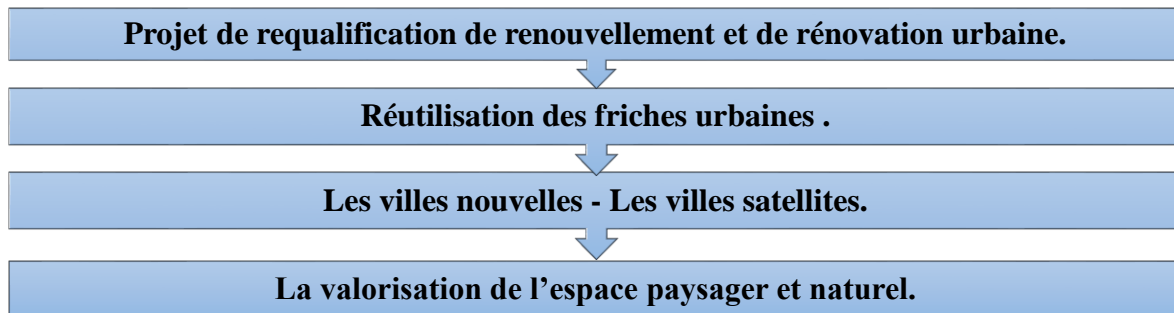 Projet de requalification de renouvellement et de rénovation urbaine.
Réutilisation des friches urbaines .
Les villes nouvelles - Les villes satellites.
La valorisation de l’espace paysager et naturel.